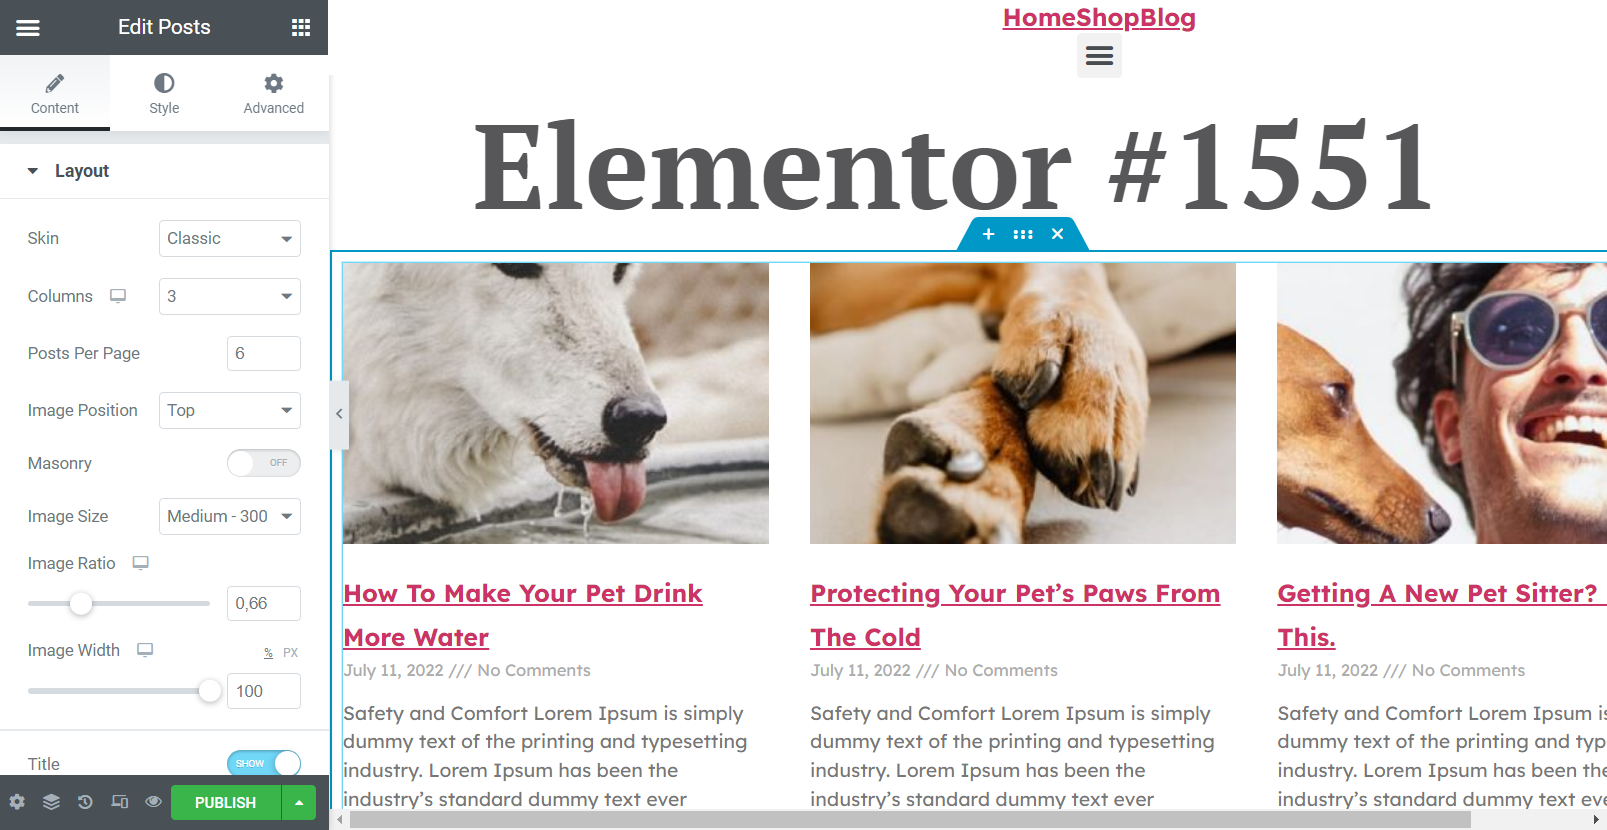 Edit Posts
Content
Style
Advanced
Layout
Skin
Classic
Columns
3
Posts Per Page
6
Image Position
Top
Masonry
OFF
Image Size
Medium - 300
Image Ratio
0,66
Image Width
% PX
100
Title
SHOW
PUBLISH
HomeShopBlog
Elementor #1551
How To Make Your Pet Drink
More Water
July 11, 2022 /// No Comments
Safety and Comfort Lorem Ipsum is simply
dummy text of the printing and typesetting
industry. Lorem Ipsum has been the
industry’s standard dummy text ever
Protecting Your Pet’s Paws From
The Cold
July 11, 2022 /// No Comments
Safety and Comfort Lorem Ipsum is simply
dummy text of the printing and typesetting
industry. Lorem Ipsum has been the
industry’s standard dummy text ever
Getting A New Pet Sitter?
This.
July 11, 2022 /// No Comments
Safety and Comfort Lorem Ipsum
dummy text of the printing and
industry. Lorem Ipsum has been
industry’s standard dummy text